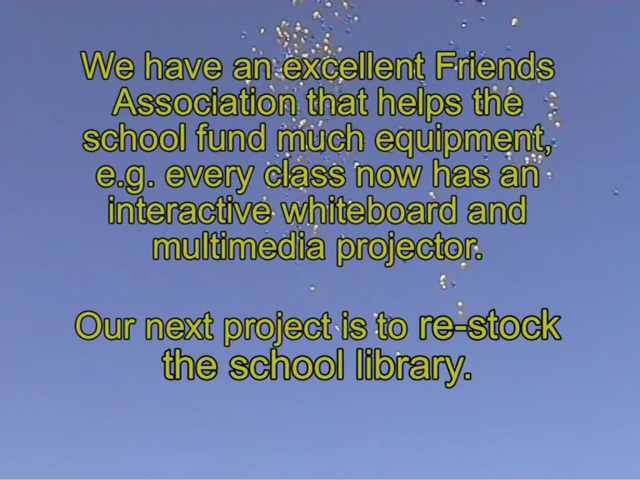 We have an excellent Friends
Association that helps the
school fund much equipment,
e.g. every class now has an
interactive whiteboard and
multimedia projector.
Our next project is to re-stock
the school library.